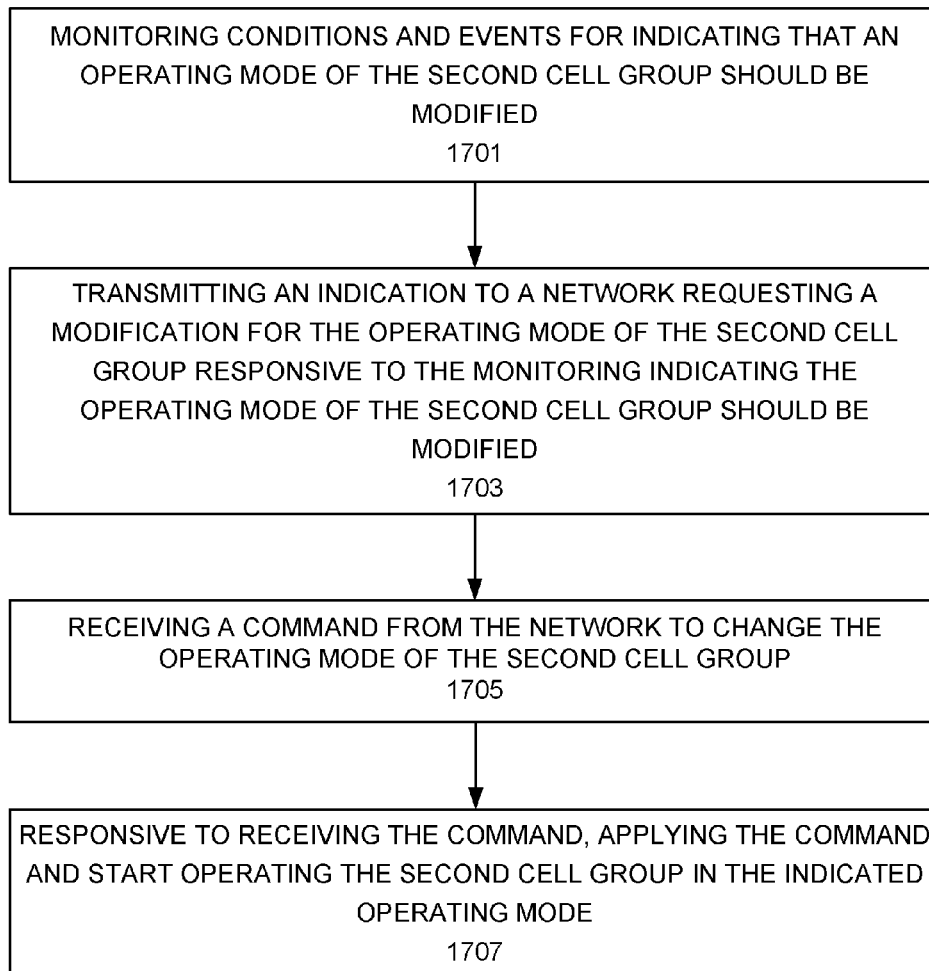 MONITORING CONDITIONS AND EVENTS FOR INDICATING THAT AN
OPERATING MODE OF THE SECOND CELL GROUP SHOULD BE
MODIFIED
1701
TRANSMITTING AN INDICATION TO A NETWORK REQUESTING A
MODIFICATION FOR THE OPERATING MODE OF THE SECOND CELL
GROUP RESPONSIVE TO THE MONITORING INDICATING THE
OPERATING MODE OF THE SECOND CELL GROUP SHOULD BE
MODIFIED
1703
RECEIVING A COMMAND FROM THE NETWORK TO CHANGE THE
OPERATING MODE OF THE SECOND CELL GROUP
1705
RESPONSIVE TO RECEIVING THE COMMAND, APPLYING THE COMMAND
AND START OPERATING THE SECOND CELL GROUP IN THE INDICATED
OPERATING MODE
1707